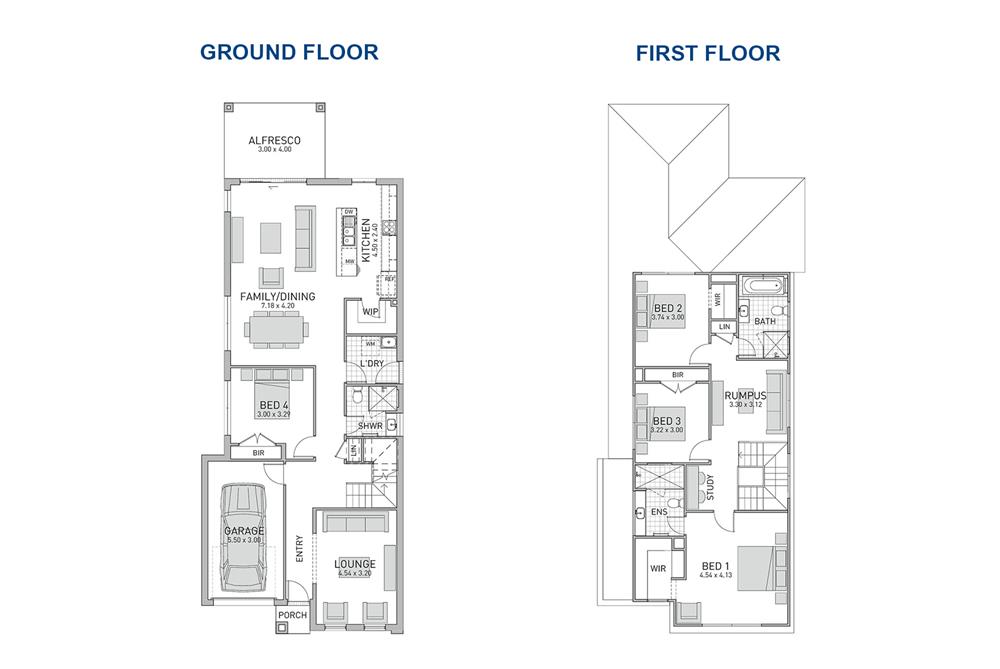 GROUND FLOOR
ALFRESCO
3.00 x 4.00
DW
KITCHEN
4.50 x 2.40
MW
REF
FAMILY/DINING
7.18 x 4.20
WIP
WM
L'DRY
BED 4
3.00 x 3.29
SHWR
BIR
LIN
GARAGE
5.50 x 3.00
ENTRY
LOUNGE
4.54 x 3.20
PORCH
FIRST FLOOR
BED 2
3.74 x 3.00
WIR
BATH
LIN
BIR
RUMPUS
3.30 x 3.12
BED 3
3.22 x 3.00
STUDY
ENS
WIR
BED 1
4.54 x 4.13